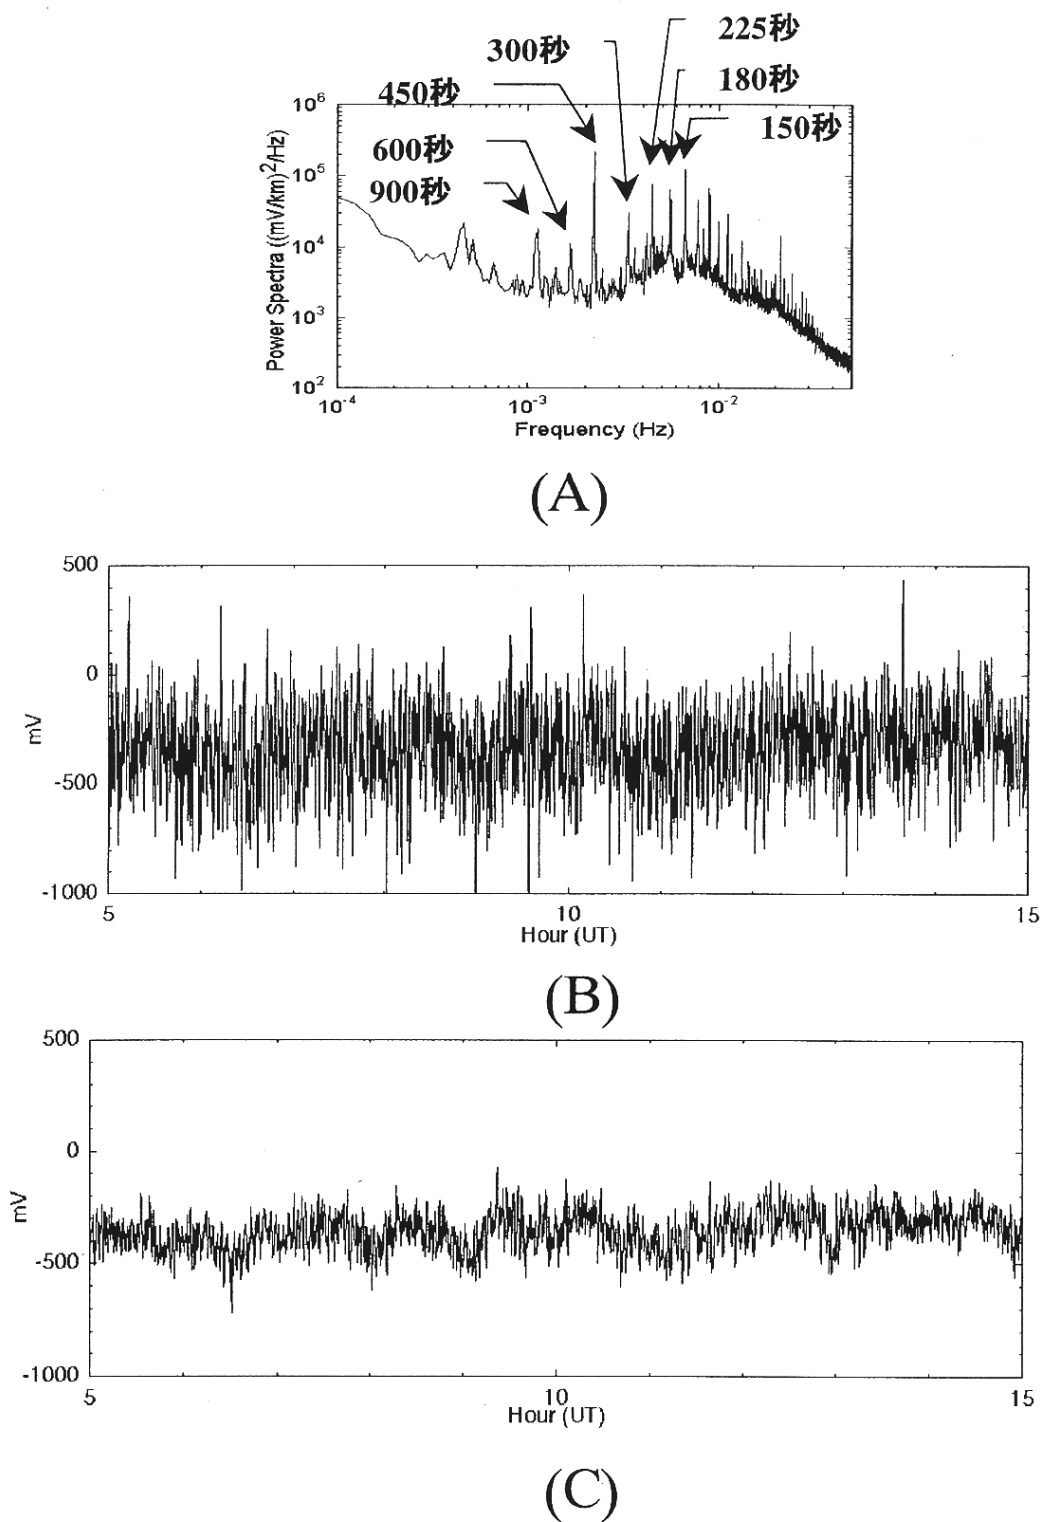 225秒
300秒
180秒
450秒
150秒
600秒
900秒
10^6
10^5
10^4
10^3
10^2
Power Spectra ((mV/km)^2/Hz)
10^-4
10^-3
10^-2
Frequency (Hz)
(A)
500
0
-500
-1000
mV
5
10
15
Hour (UT)
(B)
500
0
-500
-1000
mV
5
10
15
Hour (UT)
(C)